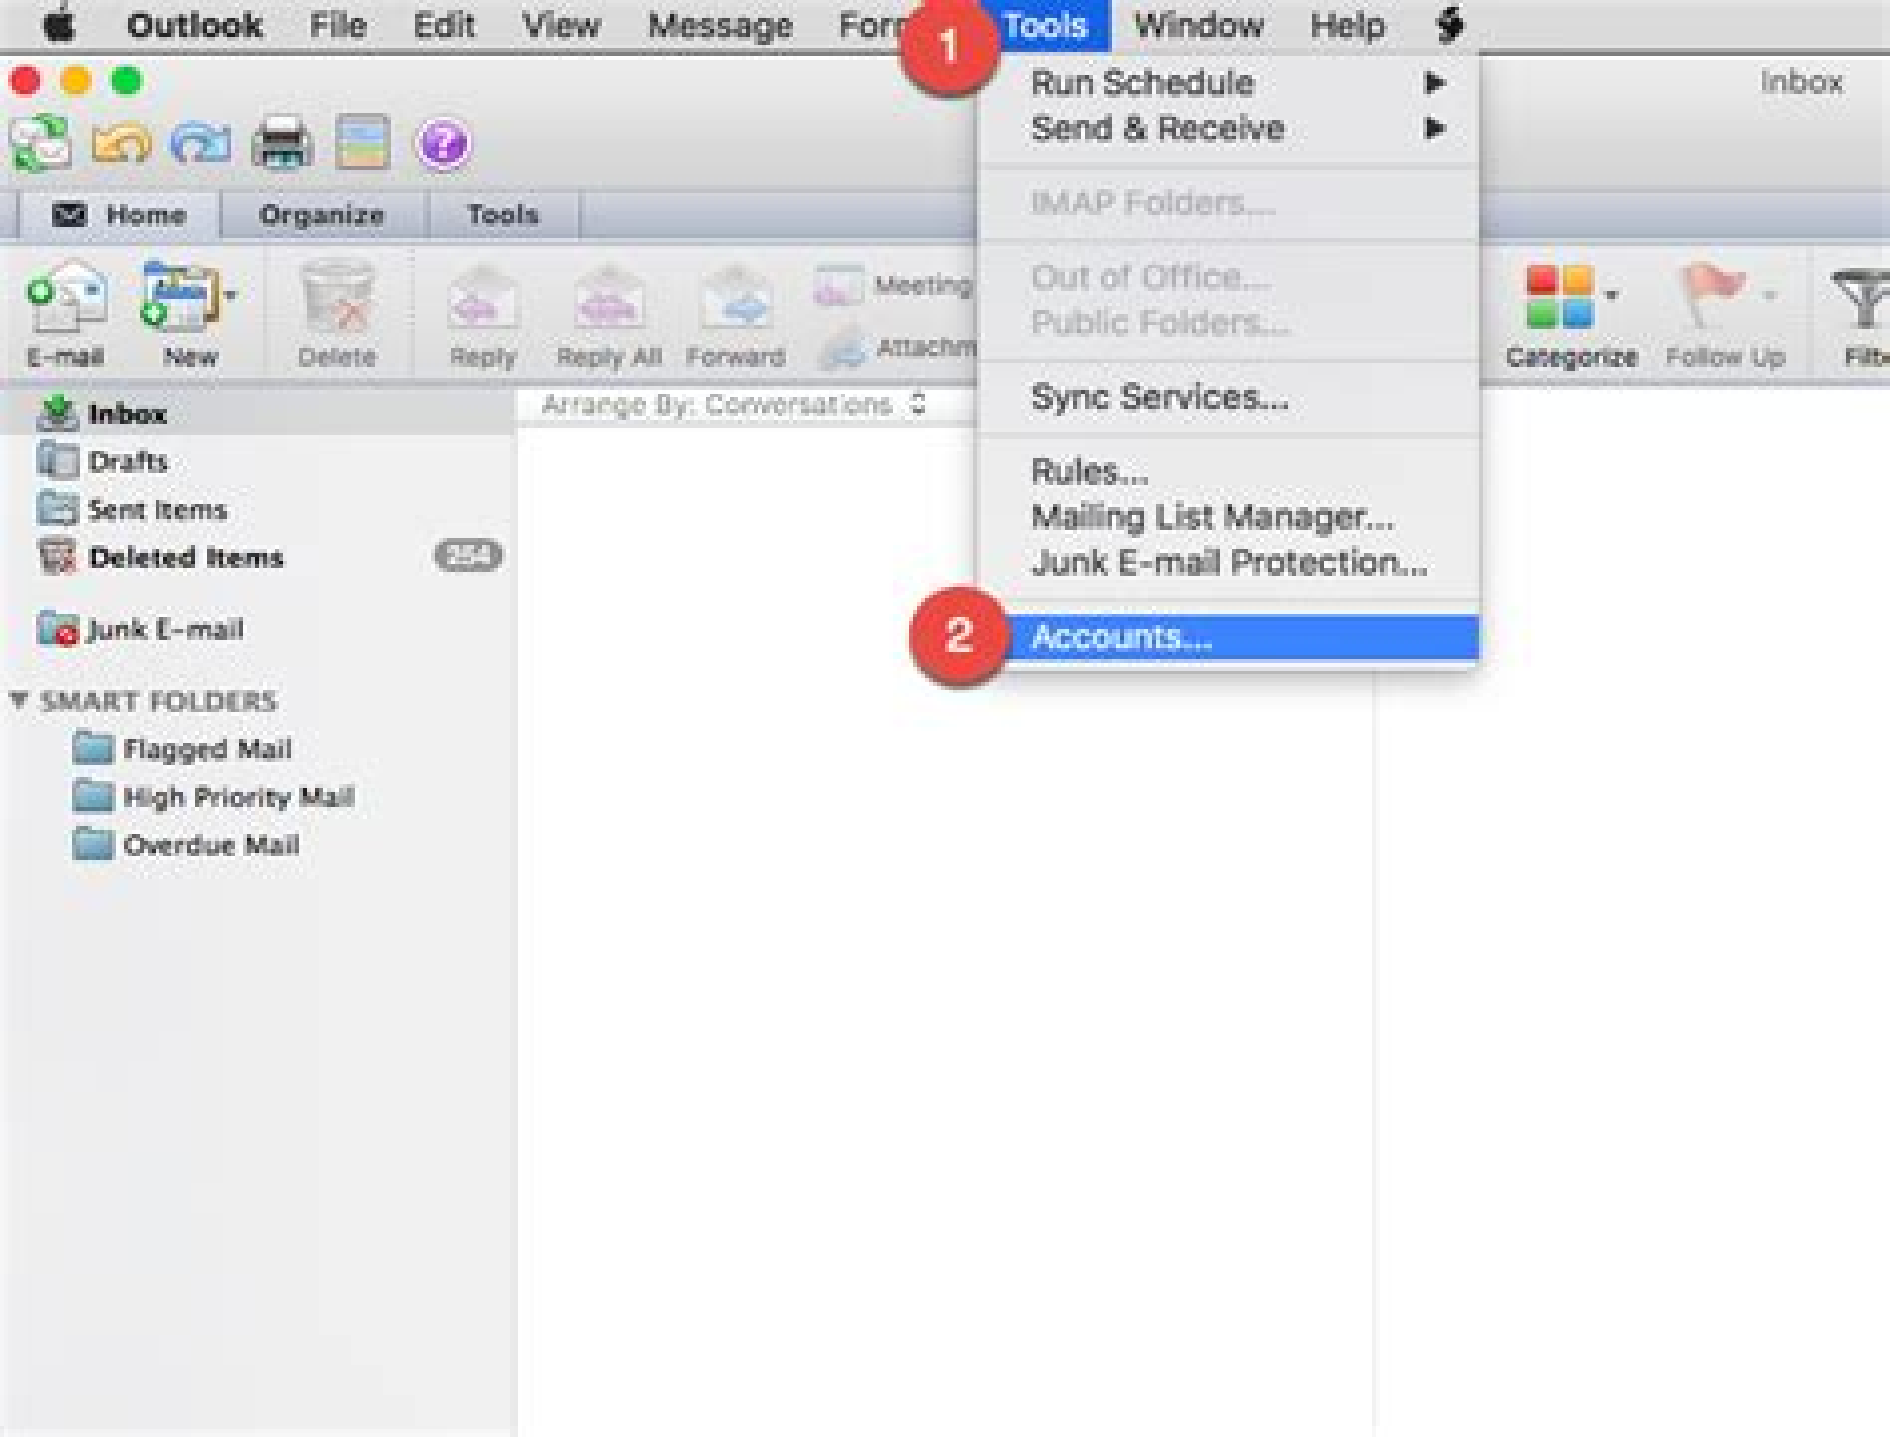 Outlook File Edit View Message For Tools Window Help
1
Inbox
Run Schedule
Send & Receive
IMAP Folders...
Out of Office...
Public Folders...
Sync Services...
Rules...
Mailing List Manager...
Junk E-mail Protection...
2
Accounts...
Home Organize Tools
E-mail New Delete Reply Reply All Forward
Meeting
Attachm
Categorize Follow Up Filte
Arrange By: Conversations
Inbox
Drafts
Sent Items
Deleted Items 254
Junk E-mail
SMART FOLDERS
Flagged Mail
High Priority Mail
Overdue Mail